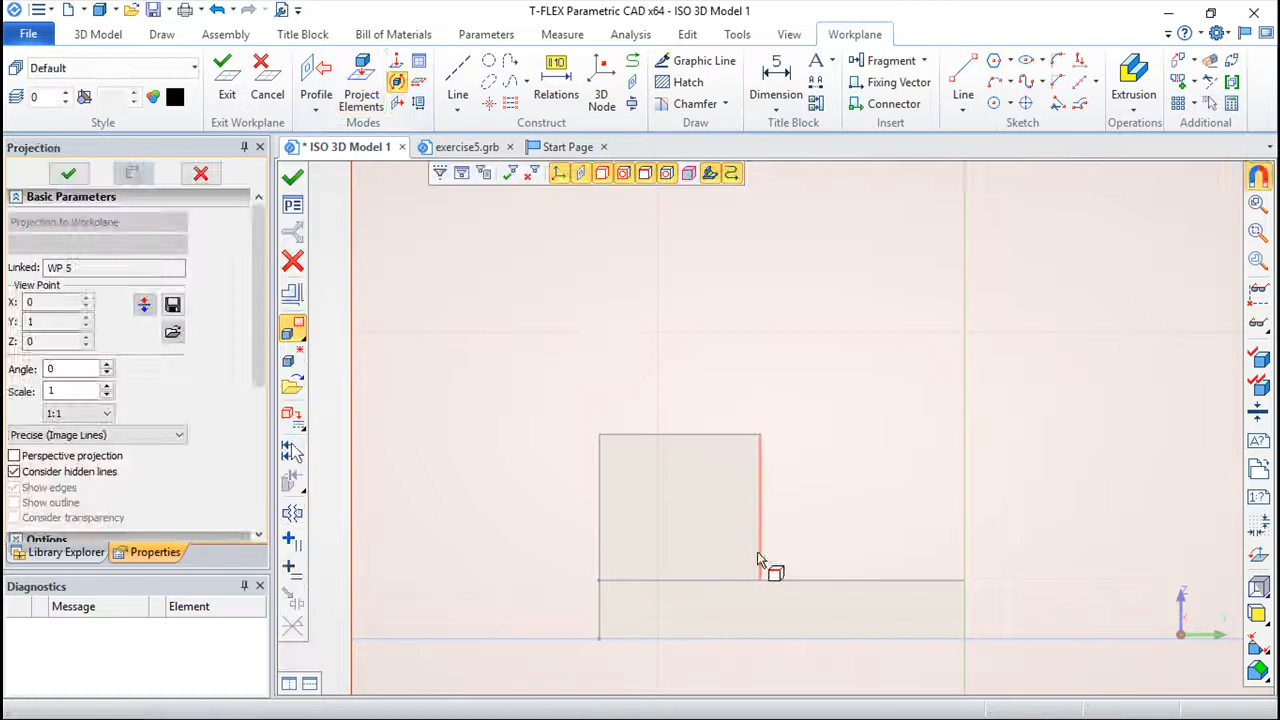 T-FLEX Parametric CAD x64 - ISO 3D Model 1
File 3D Model Draw Assembly Title Block Bill of Materials Parameters Measure Analysis Edit Tools View Workplane
Default
0
Style
Exit
Cancel
Exit Workplane
Profile
Project Elements
Modes
Line
Relations
3D Node
Construct
Graphic Line
Hatch
Chamfer
Draw
5
Dimension
A
Title Block
Fragment
Fixing Vector
Connector
Insert
Line
Sketch
Extrusion
Operations
Additional
Projection
* ISO 3D Model 1
exercise5.grb
Start Page
Basic Parameters
Projection to Workplane
Linked: WP 5
View Point
X: 0
Y: 1
Z: 0
Angle: 0
Scale: 1
1:1
Precise (Image Lines)
Perspective projection
Consider hidden lines
Show edges
Show outline
Consider transparency
Options
Library Explorer Properties
Diagnostics
Message Element
Z
Y